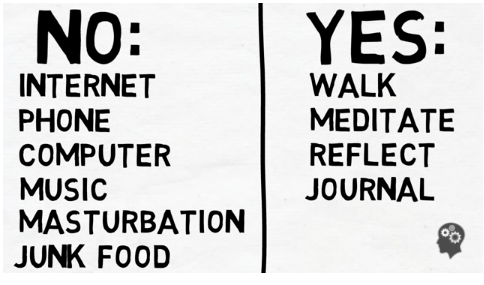 NO:
INTERNET
PHONE
COMPUTER
MUSIC
MASTURBATION
JUNK FOOD
YES:
WALK
MEDITATE
REFLECT
JOURNAL